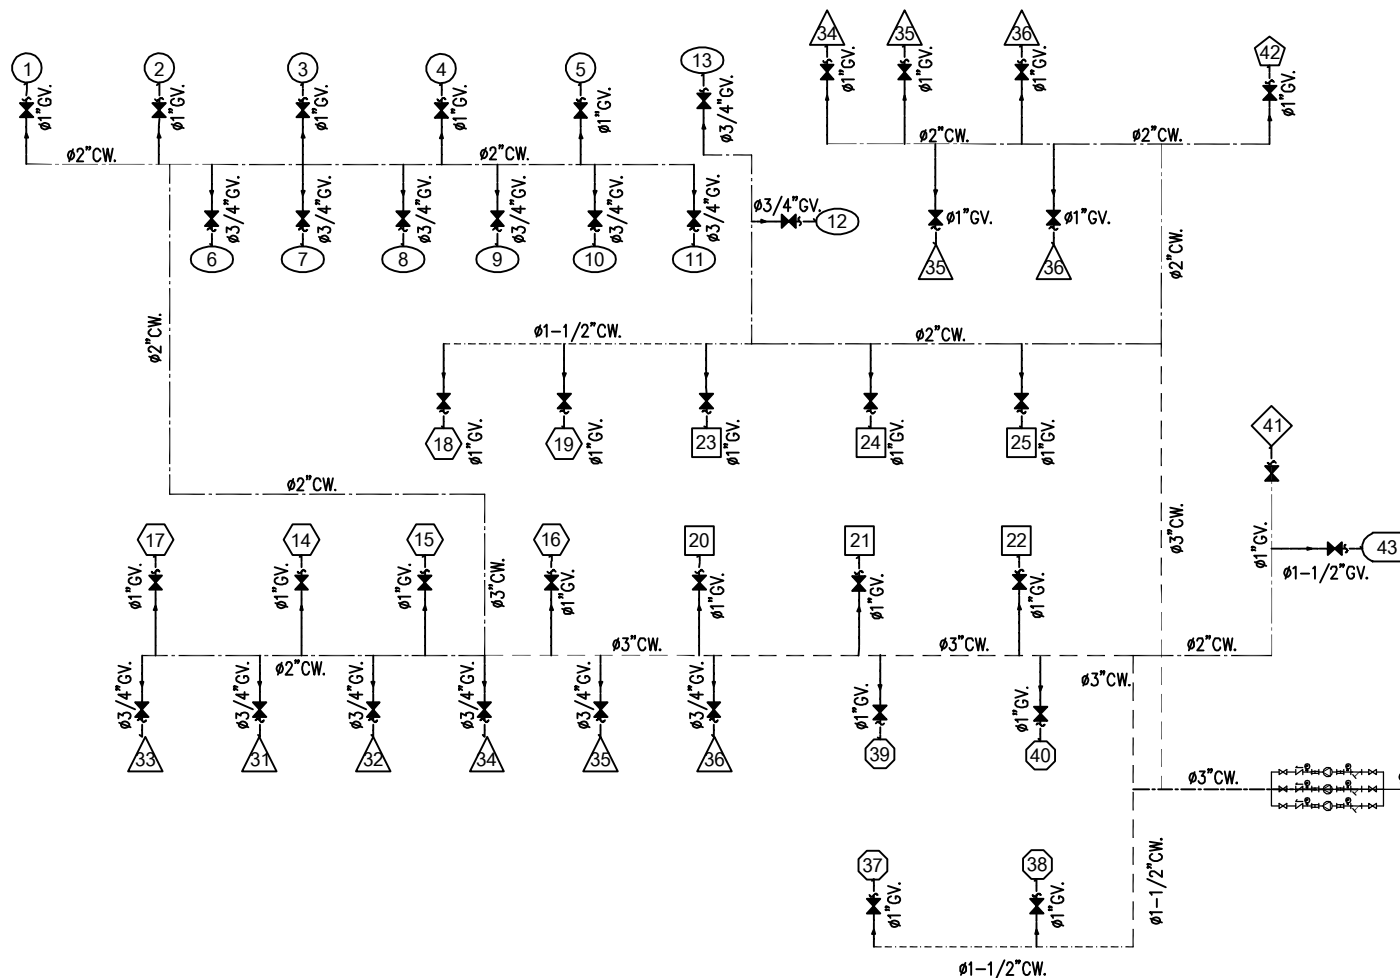 34
35
36
42
1
2
3
4
5
13
ø1"GV.
ø1"GV.
ø1"GV.
ø1"GV.
ø1"GV.
ø1"GV.
ø1"GV.
ø1"GV.
ø1"GV.
ø3/4"GV.
ø2"CW.
ø2"CW.
ø2"CW.
ø2"CW.
ø3/4"GV.
ø3/4"GV.
ø3/4"GV.
ø3/4"GV.
ø3/4"GV.
ø3/4"GV.
ø3/4"GV.
12
ø1"GV.
ø1"GV.
6
7
8
9
10
11
35
36
ø2"CW.
ø2"CW.
ø1-1/2"CW.
ø2"CW.
18
19
23
24
25
ø1"GV.
ø1"GV.
ø1"GV.
ø1"GV.
ø1"GV.
41
ø2"CW.
ø3"CW.
17
14
15
16
20
21
22
43
ø1"GV.
ø1"GV.
ø1"GV.
ø3"CW.
ø1"GV.
ø1"GV.
ø1"GV.
ø1"GV.
ø1"GV.
ø1-1/2"GV.
ø2"CW.
ø3"CW.
ø3"CW.
ø3"CW.
ø2"CW.
ø3/4"GV.
ø3/4"GV.
ø3/4"GV.
ø3/4"GV.
ø3/4"GV.
ø3/4"GV.
ø1"GV.
ø1"GV.
33
31
32
34
35
36
39
40
ø3"CW.
37
38
ø1"GV.
ø1"GV.
ø1-1/2"CW.
ø1-1/2"CW.